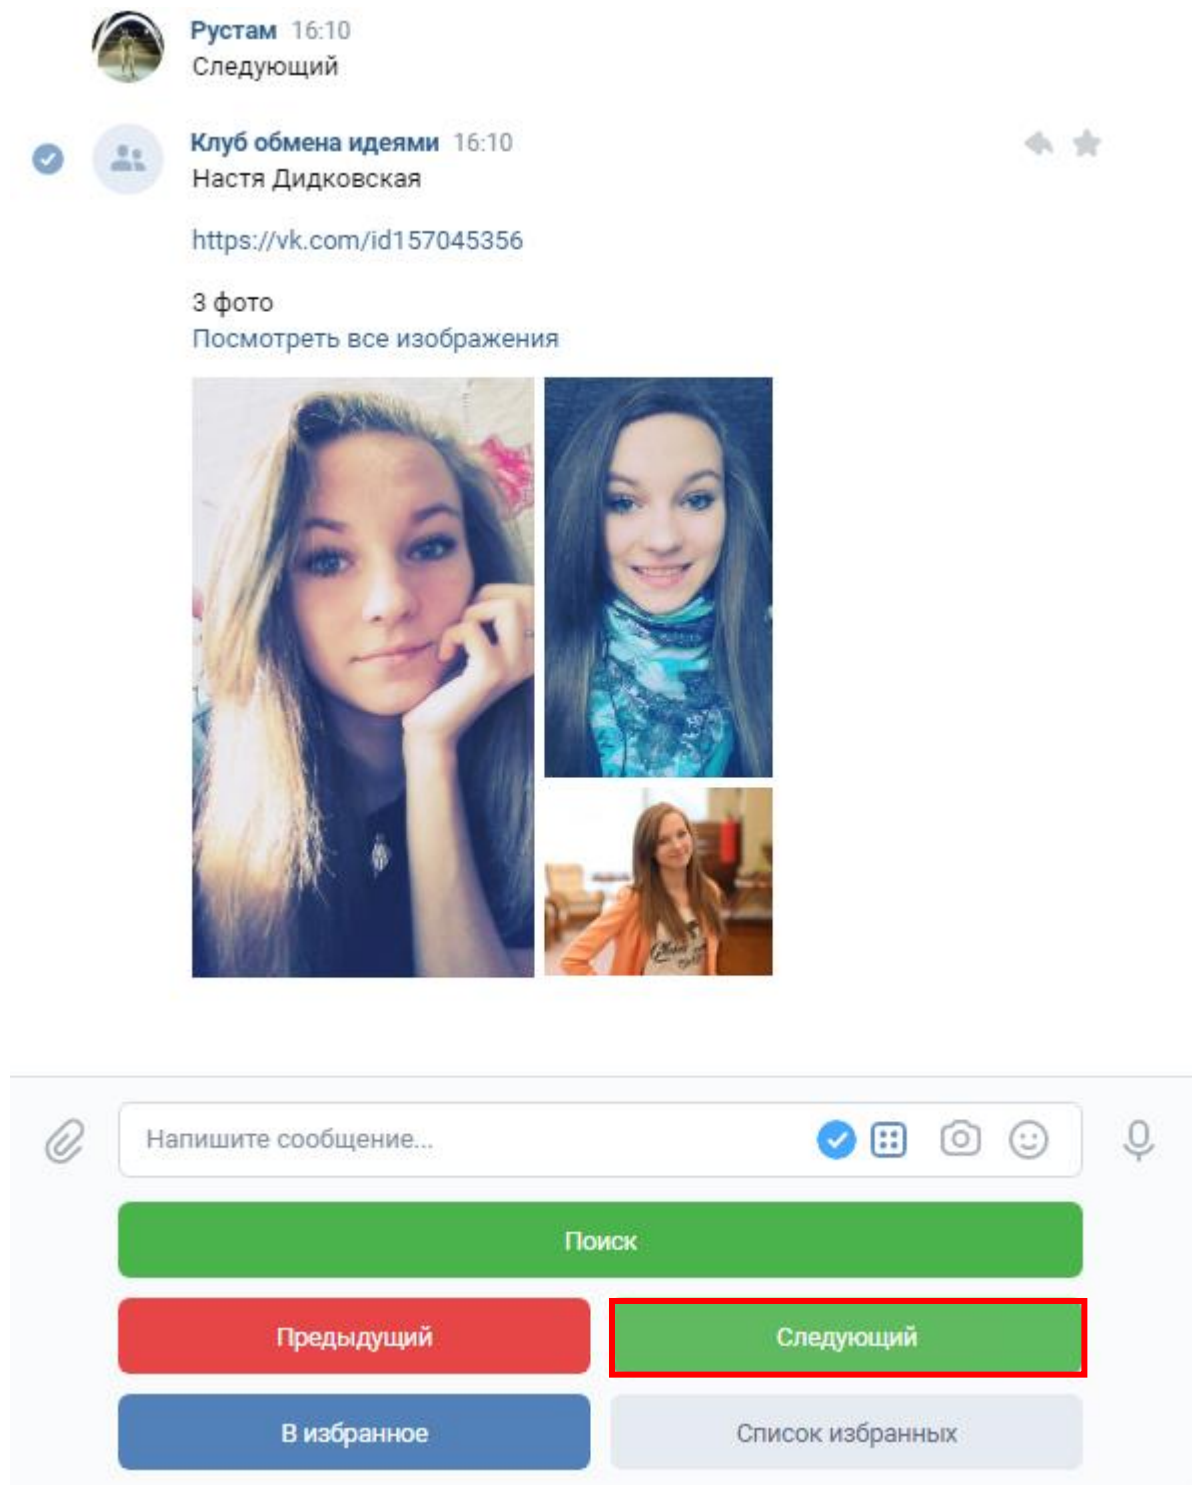 Рустам 16:10
Следующий
Клуб обмена идеями 16:10
Настя Дидковская
https://vk.com/id157045356
3 фото
Посмотреть все изображения
Напишите сообщение...
Поиск
Предыдущий Следующий
В избранное Список избранных